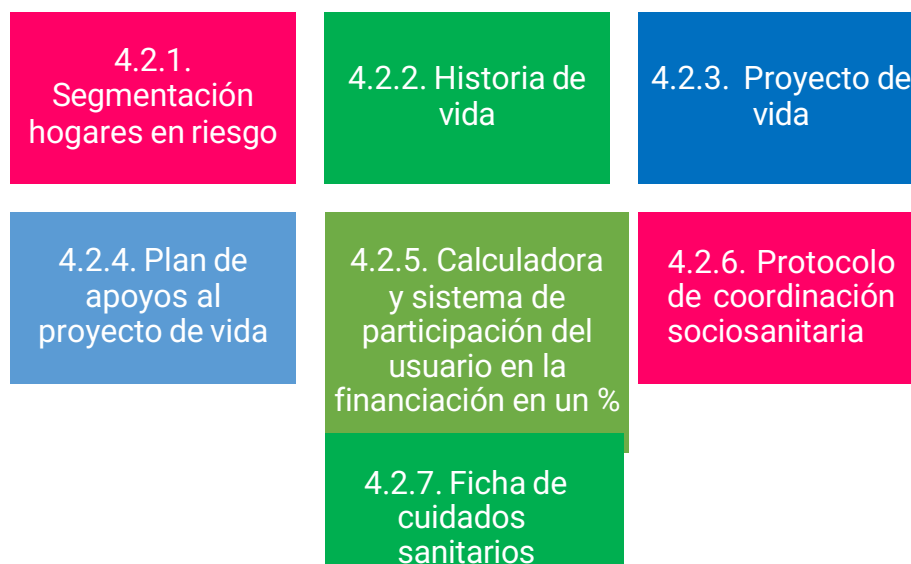 4.2.1.
Segmentación
hogares en riesgo
4.2.2. Historia de
vida
4.2.3. Proyecto de
vida
4.2.4. Plan de
apoyos al
proyecto de vida
4.2.5. Calculadora
y sistema de
participación del
usuario en la
financiación en un %
4.2.6. Protocolo
de coordinación
sociosanitaria
4.2.7. Ficha de
cuidados
sanitarios